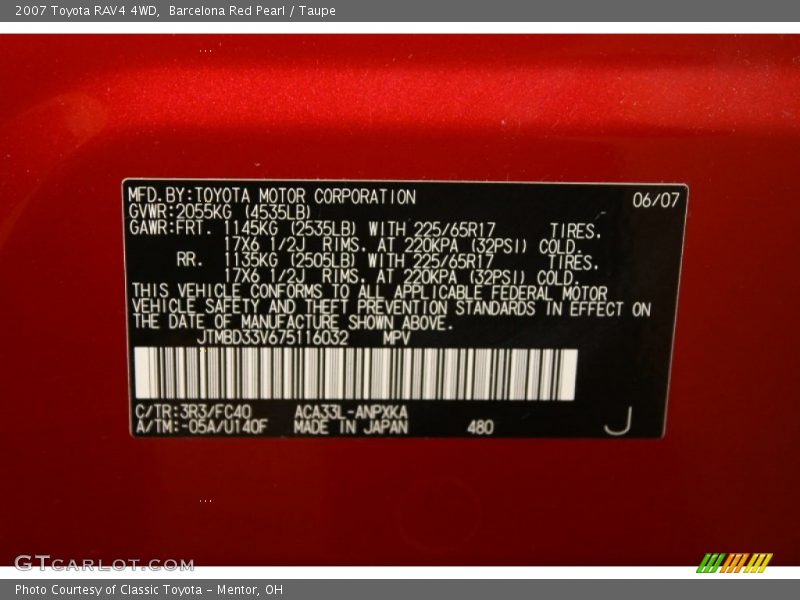 2007 Toyota RAV4 4WD,  Barcelona Red Pearl / Taupe
MFD.BY:TOYOTA MOTOR CORPORATION 06/07
GVWR:2055KG (4535LB)
GAWR:FRT. 1145KG (2535LB) WITH 225/65R17 TIRES,
17X6 1/2J RIMS, AT 220KPA (32PSI) COLD.
RR. 1135KG (2505LB) WITH 225/65R17 TIRES,
17X6 1/2J RIMS, AT 220KPA (32PSI) COLD.
THIS VEHICLE CONFORMS TO ALL APPLICABLE FEDERAL MOTOR
VEHICLE SAFETY AND THEFT PREVENTION STANDARDS IN EFFECT ON
THE DATE OF MANUFACTURE SHOWN ABOVE.
JTMBD33V675116032 MPV
C/TR:3R3/FC40 ACA33L-ANPXKA
A/TM:-05A/U140F MADE IN JAPAN 480 J
GTCARLOT.COM
Photo Courtesy of Classic Toyota - Mentor, OH